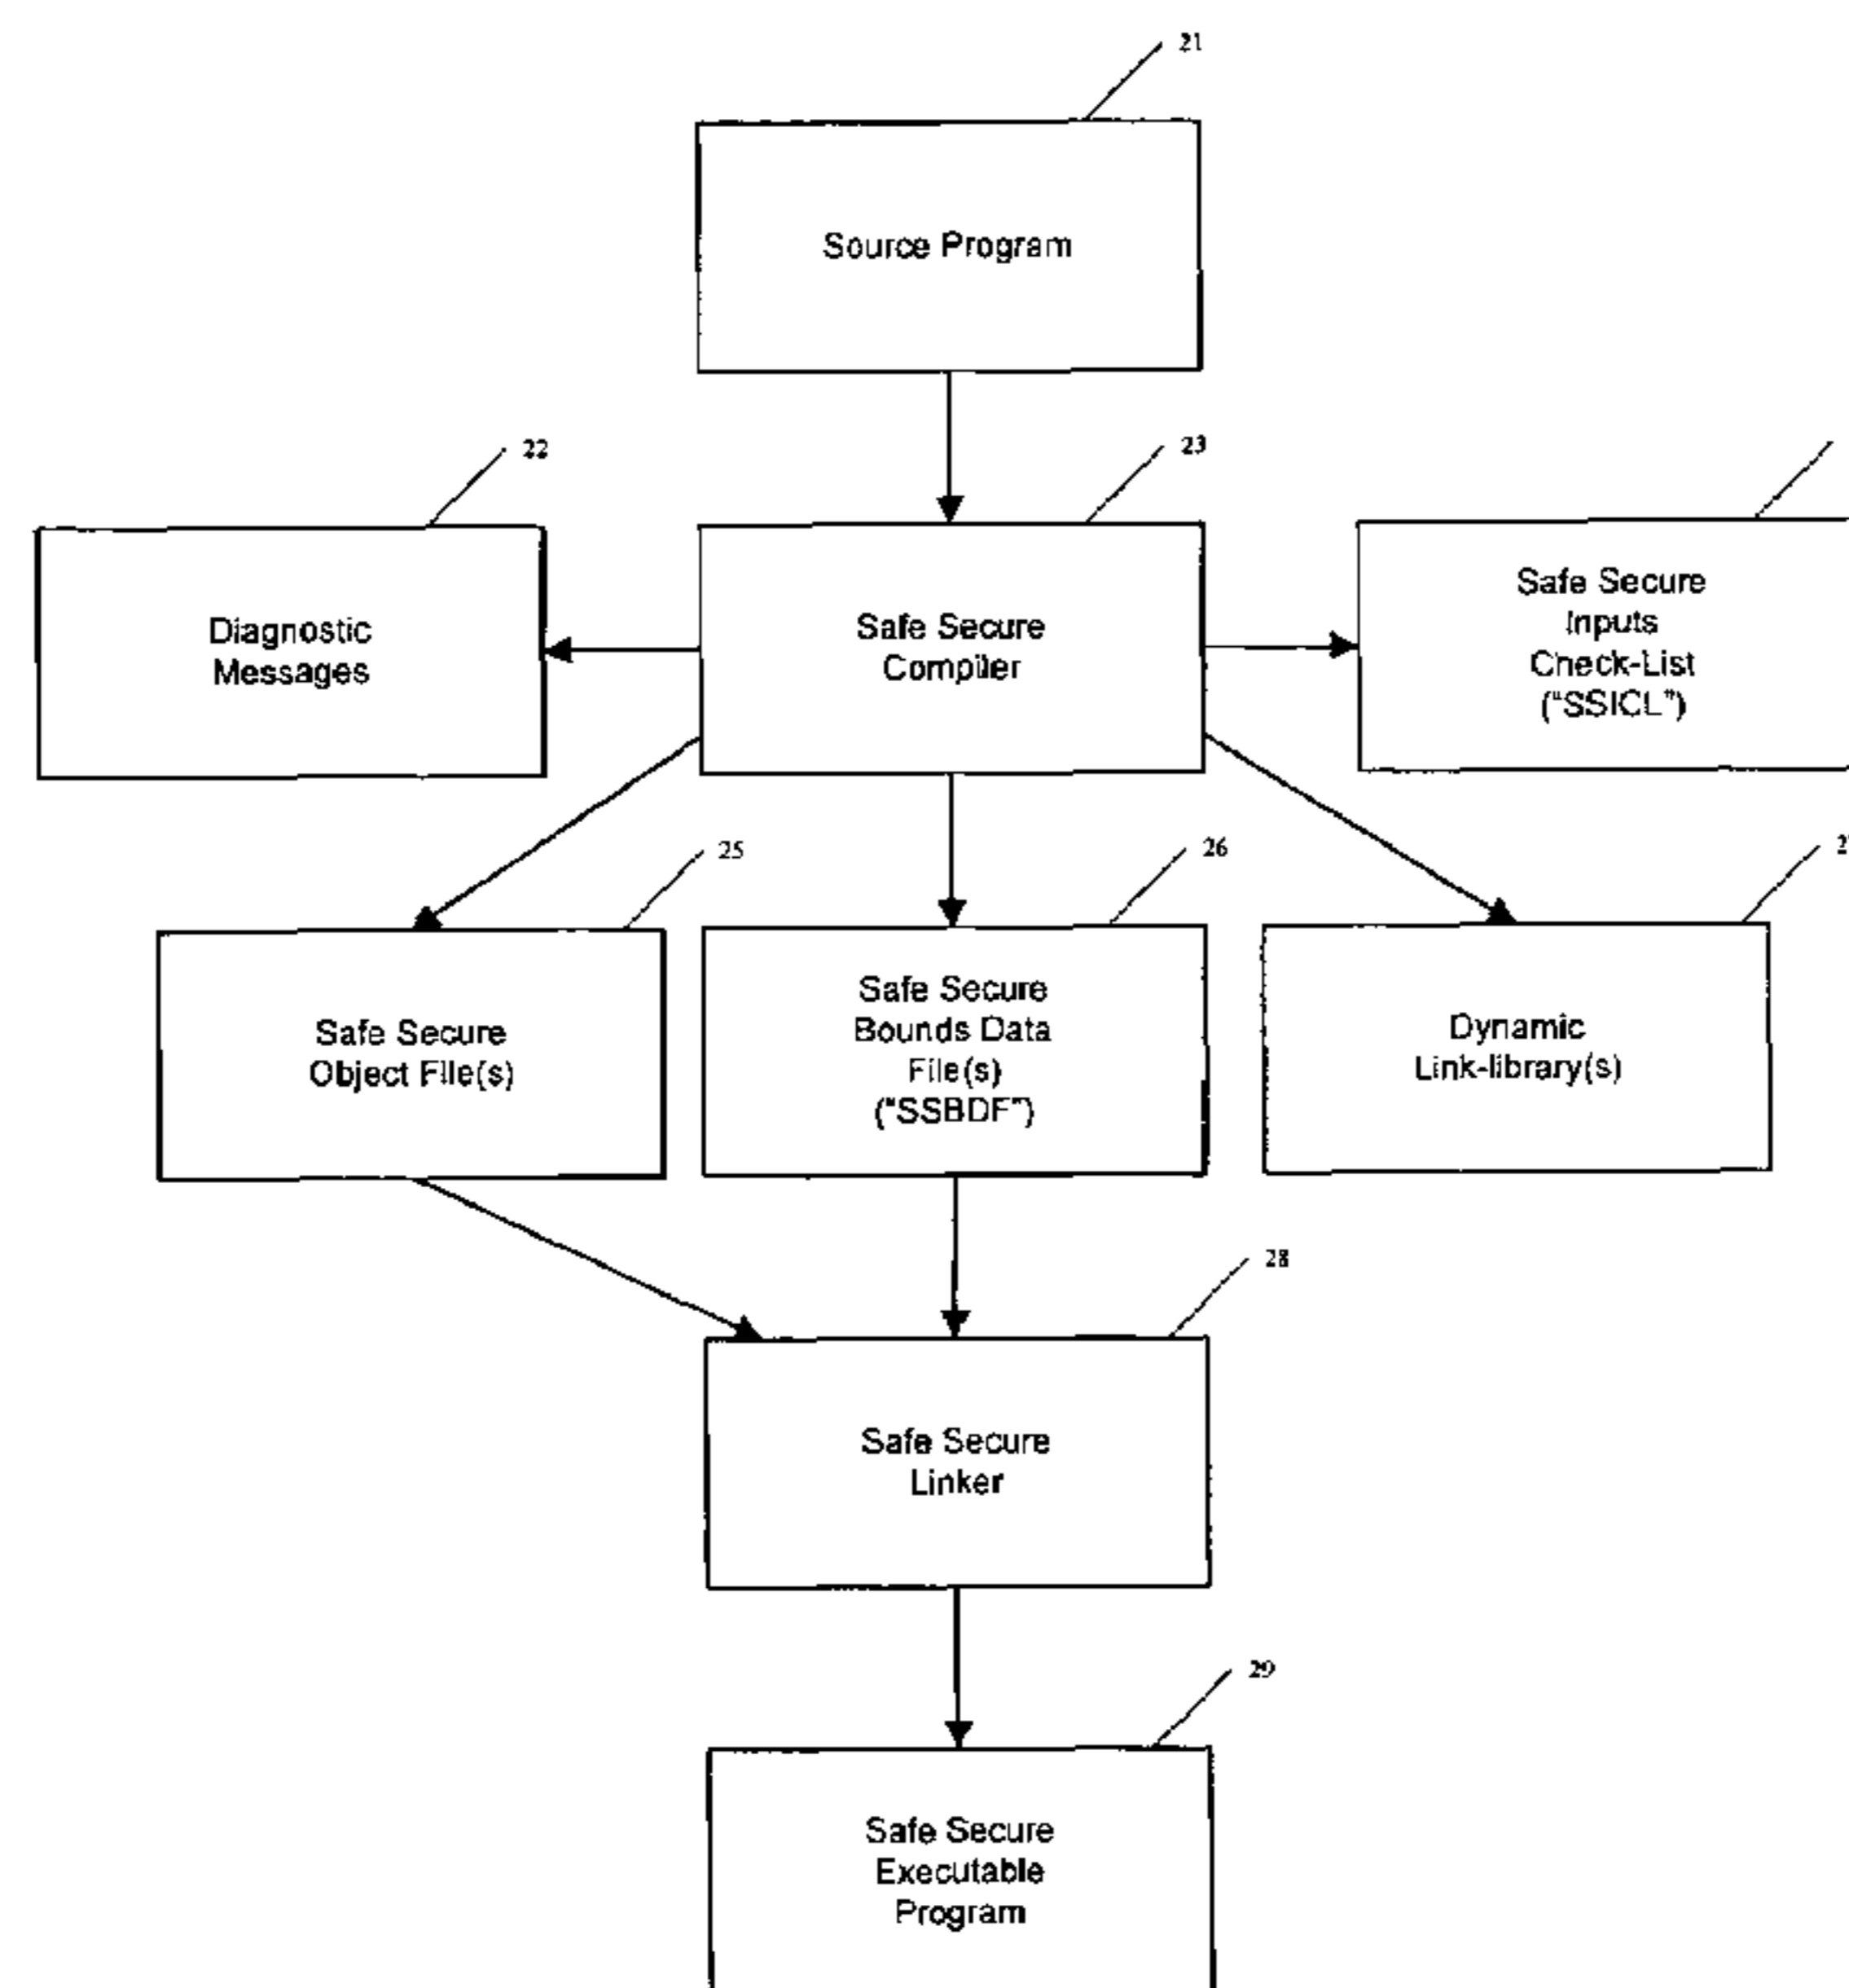 21
Source Program
22
23
Diagnostic
Messages
Safe Secure
Compiler
Safe Secure
Inputs
Check-List
("SSICL")
25
26
Safe Secure
Object File(s)
Safe Secure
Bounds Data
File(s)
("SSBDF")
Dynamic
Link-library(s)
28
Safe Secure
Linker
29
Safe Secure
Executable
Program